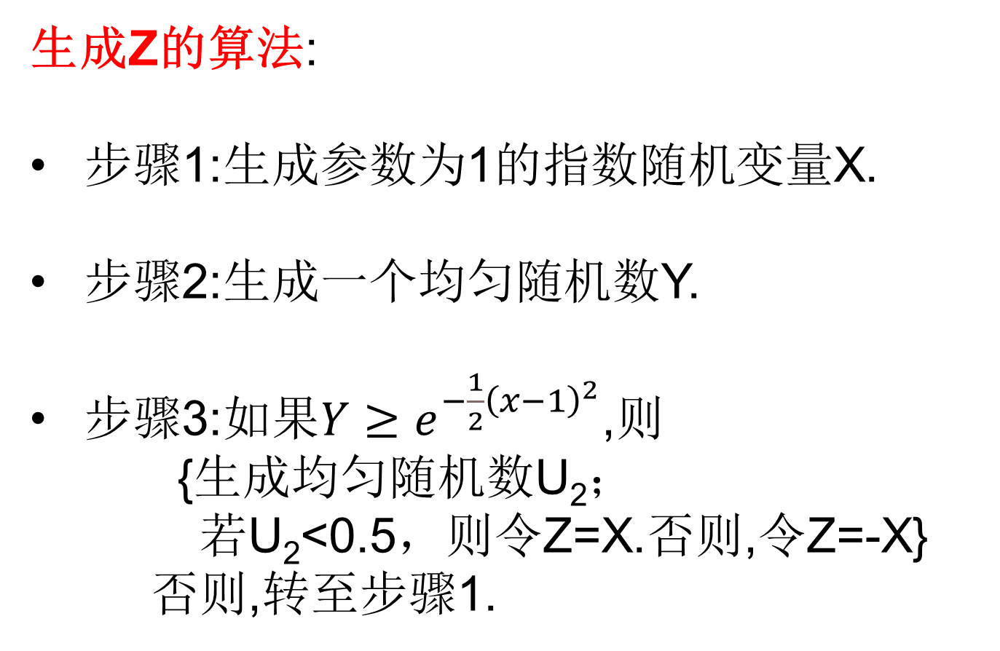 生成Z的算法:
• 步骤1:生成参数为1的指数随机变量X.
• 步骤2:生成一个均匀随机数Y.
• 步骤3:如果$Y \geq e^{-\frac{1}{2}(x-1)^2}$,则
{生成均匀随机数U₂；
若U₂<0.5，则令Z=X.否则,令Z=-X}
否则,转至步骤1.